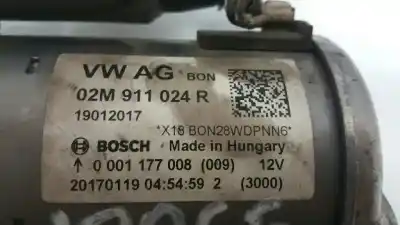 VW AG BON
02M 911 024 R
19012017
*X18 BON28WDPNN6*
BOSCH Made in Hungary
↑ 0 001 177 008 (009) 12V
20170119 04:54:59 2 (3000)